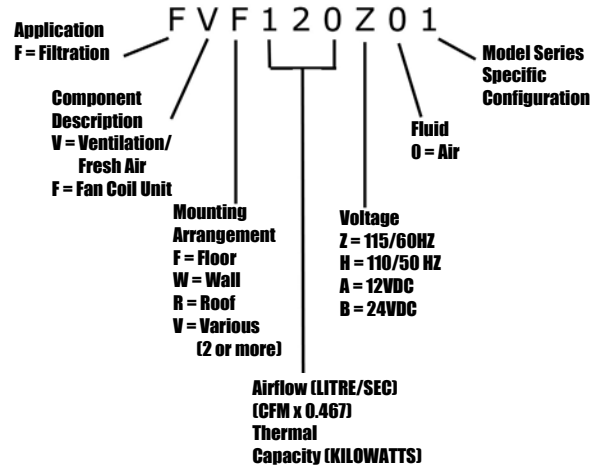 F V F 1 2 0 Z 0 1
Application
F = Filtration
Model Series
Specific
Configuration
Component
Description
V = Ventilation/
Fresh Air
F = Fan Coil Unit
Fluid
0 = Air
Mounting
Arrangement
F = Floor
W = Wall
R = Roof
V = Various
(2 or more)
Voltage
Z = 115/60HZ
H = 110/50 HZ
A = 12VDC
B = 24VDC
Airflow (LITRE/SEC)
(CFM x 0.467)
Thermal
Capacity (KILOWATTS)